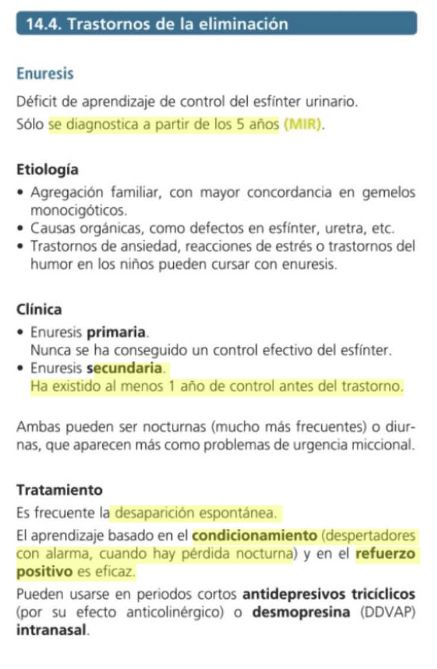 14.4. Trastornos de la eliminación
Enuresis
Déficit de aprendizaje de control del esfínter urinario.
Sólo se diagnostica a partir de los 5 años (MIR).
Etiología
• Agregación familiar, con mayor concordancia en gemelos
monocigóticos.
• Causas orgánicas, como defectos en esfínter, uretra, etc.
• Trastornos de ansiedad, reacciones de estrés o trastornos del
humor en los niños pueden cursar con enuresis.
Clínica
• Enuresis primaria.
Nunca se ha conseguido un control efectivo del esfínter.
• Enuresis secundaria.
Ha existido al menos 1 año de control antes del trastorno.
Ambas pueden ser nocturnas (mucho más frecuentes) o diur-
nas, que aparecen más como problemas de urgencia miccional.
Tratamiento
Es frecuente la desaparición espontánea.
El aprendizaje basado en el condicionamiento (despertadores
con alarma, cuando hay pérdida nocturna) y en el refuerzo
positivo es eficaz.
Pueden usarse en periodos cortos antidepresivos tricíclicos
(por su efecto anticolinérgico) o desmopresina (DDVAP)
intranasal.